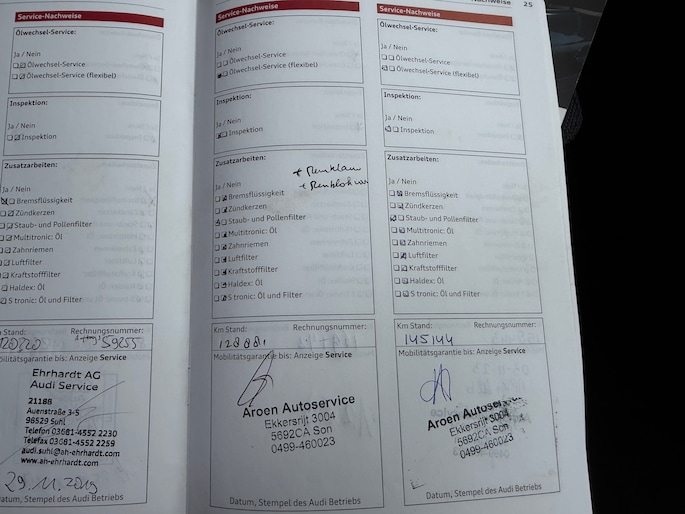 25
Service-Nachweise
Ölwechsel-Service:
Ja / Nein
Ölwechsel-Service
Ölwechsel-Service (flexibel)
Inspektion:
Ja / Nein
Inspektion
Zusatzarbeiten:
Ja / Nein
Bremsflüssigkeit
Zündkerzen
Staub- und Pollenfilter
Multitronic: Öl
Zahnriemen
Luftfilter
Kraftstofffilter
Haldex: Öl
S tronic: Öl und Filter
Km Stand: Rechnungsnummer:
59255
Mobilitätsgarantie bis: Anzeige Service
Ehrhardt AG
Audi Service
21188
Auenstraße 3-5
98529 Suhl
Telefon 03681-4552 2230
Telefax 03681-4552 2259
audi.suhl@ah-ehrhardt.com
www.ah-ehrhardt.com
29.11.2019
Datum, Stempel des Audi Betriebs
Service-Nachweise
Ölwechsel-Service:
Ja / Nein
Ölwechsel-Service
Ölwechsel-Service (flexibel)
Inspektion:
Ja / Nein
Inspektion
Zusatzarbeiten:
Ja / Nein
Bremsflüssigkeit
Zündkerzen
Staub- und Pollenfilter
Multitronic: Öl
Zahnriemen
Luftfilter
Kraftstofffilter
Haldex: Öl
S tronic: Öl und Filter
Km Stand: Rechnungsnummer:
128881
Mobilitätsgarantie bis: Anzeige Service
Aroen Autoservice
Ekkersrijt 3004
5692CA Son
0499-460023
Datum, Stempel des Audi Betriebs
Service-Nachweise
Ölwechsel-Service:
Ja / Nein
Ölwechsel-Service
Ölwechsel-Service (flexibel)
Inspektion:
Ja / Nein
Inspektion
Zusatzarbeiten:
Ja / Nein
Bremsflüssigkeit
Zündkerzen
Staub- und Pollenfilter
Multitronic: Öl
Zahnriemen
Luftfilter
Kraftstofffilter
Haldex: Öl
S tronic: Öl und Filter
Km Stand: Rechnungsnummer:
145144
Mobilitätsgarantie bis: Anzeige Service
Aroen Autoservice
Ekkersrijt 3004
5692CA Son
0499-460023
Datum, Stempel des Audi Betriebs